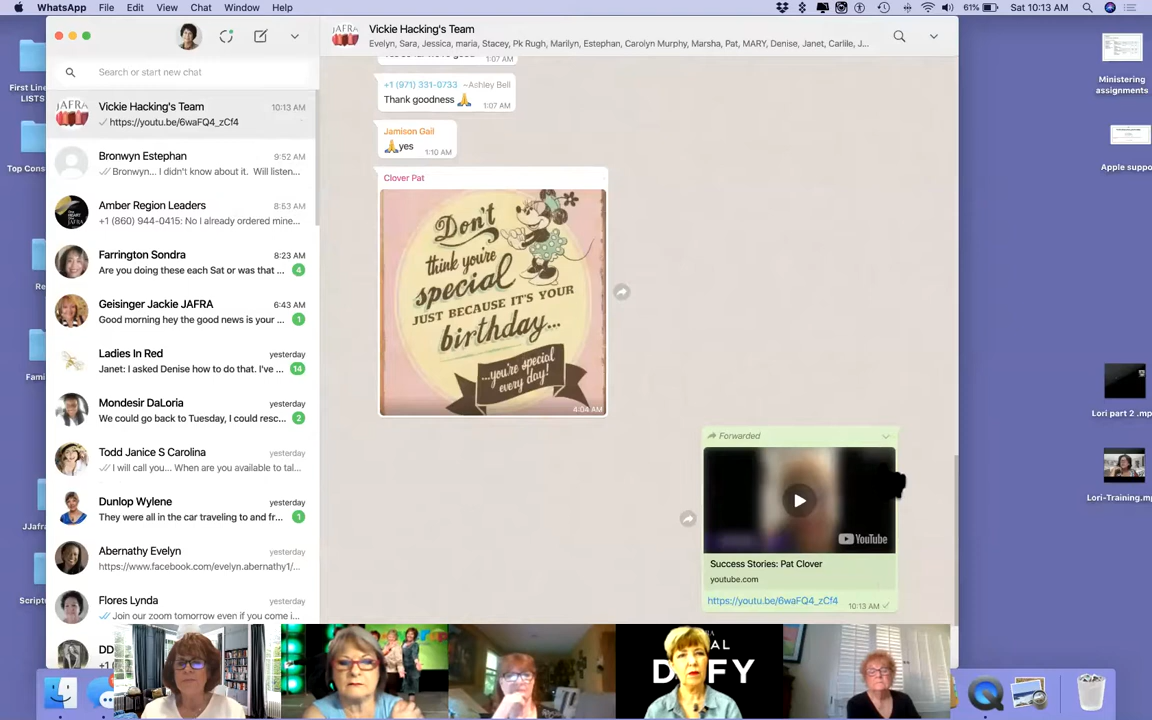 WhatsApp File Edit View Chat Window Help
61% Sat 10:13 AM
Search or start new chat
Vickie Hacking's Team 10:13 AM
https://youtu.be/6waFQ4_zCf4
Bronwyn Estephan 9:52 AM
Bronwyn... I didn't know about it. Will listen...
Amber Region Leaders 8:53 AM
+1 (860) 944-0415: No I already ordered mine...
Farrington Sondra 8:23 AM
Are you doing these each Sat or was that ... 4
Geisinger Jackie JAFRA 6:43 AM
Good morning hey the good news is your ... 1
Ladies In Red yesterday
Janet: I asked Denise how to do that. I've ... 14
Mondesir DaLoria yesterday
We could go back to Tuesday, I could resc... 2
Todd Janice S Carolina yesterday
I will call you... When are you available to tal...
Dunlop Wylene yesterday
They were all in the car traveling to and fr... 1
Abernathy Evelyn yesterday
https://www.facebook.com/evelyn.abernathy1/...
Flores Lynda yesterday
Join our zoom tomorrow even if you come i...
DD
Vickie Hacking's Team
Evelyn, Sara, Jessica, maria, Stacey, Pk Rugh, Marilyn, Estephan, Carolyn Murphy, Marsha, Pat, MARY, Denise, Janet, Carlile, J...
1:07 AM
+1 (971) 331-0733 ~Ashley Bell
Thank goodness 🙏 1:07 AM
Jamison Gail
🙏yes 1:10 AM
Clover Pat
Don't
think you're
special
JUST BECAUSE IT'S YOUR
birthday...
...you're special
every day!
4:04 AM
Forwarded
YouTube
Success Stories: Pat Clover
youtube.com
https://youtu.be/6waFQ4_zCf4 10:13 AM
First Line
LISTS
Top Cons
Re
Fami
JJafra
Script
Ministering
assignments
Apple suppo
Lori part 2 .mp
Lori-Training.mp
JAFRA